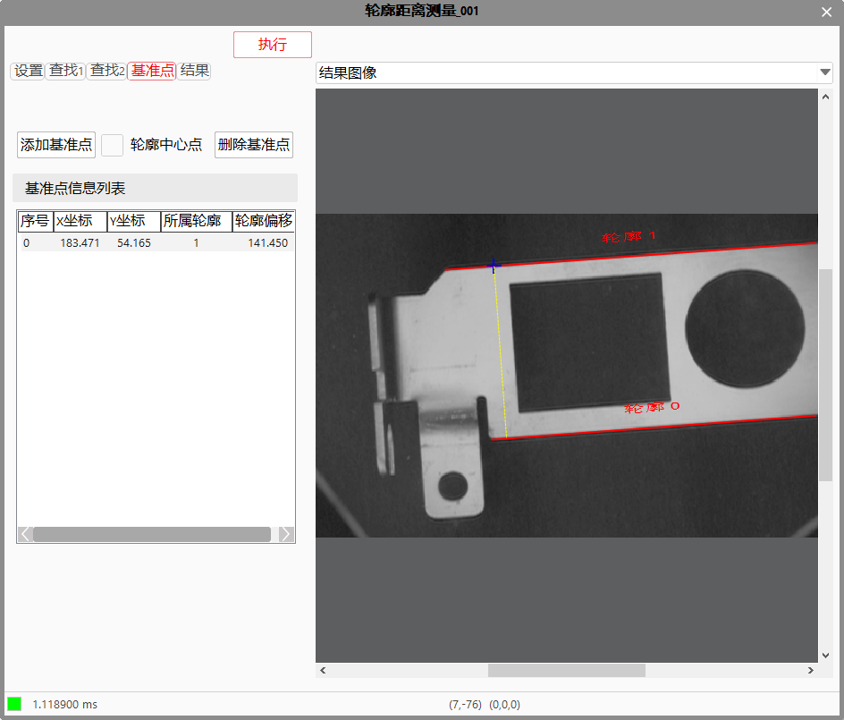 轮廓距离测量_001
执行
设置 查找1 查找2 基准点 结果
结果图像
添加基准点 轮廓中心点 删除基准点
基准点信息列表
序号 X坐标 Y坐标 所属轮廓 轮廓偏移
0 183.471 54.165 1 141.450
轮廓 1
轮廓 0
1.118900 ms (7,-76) (0,0,0)